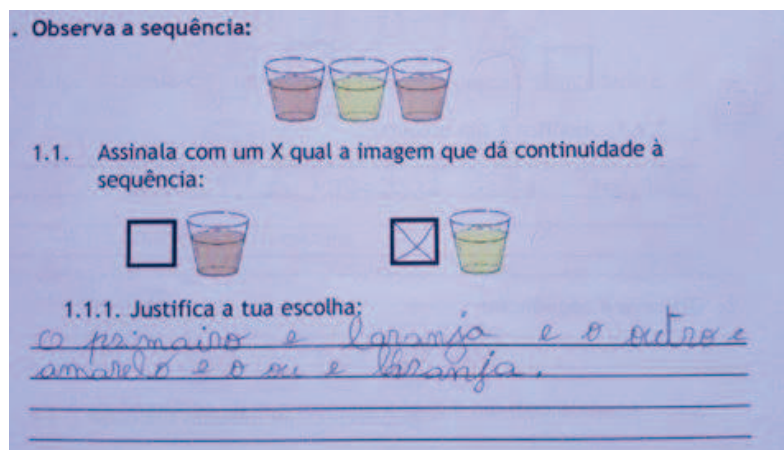 . Observa a sequência:
1.1. Assinala com um X qual a imagem que dá continuidade à
sequência:
1.1.1. Justifica a tua escolha:
o primairo e laranja e o outro e
amarelo e o ou e laranja.